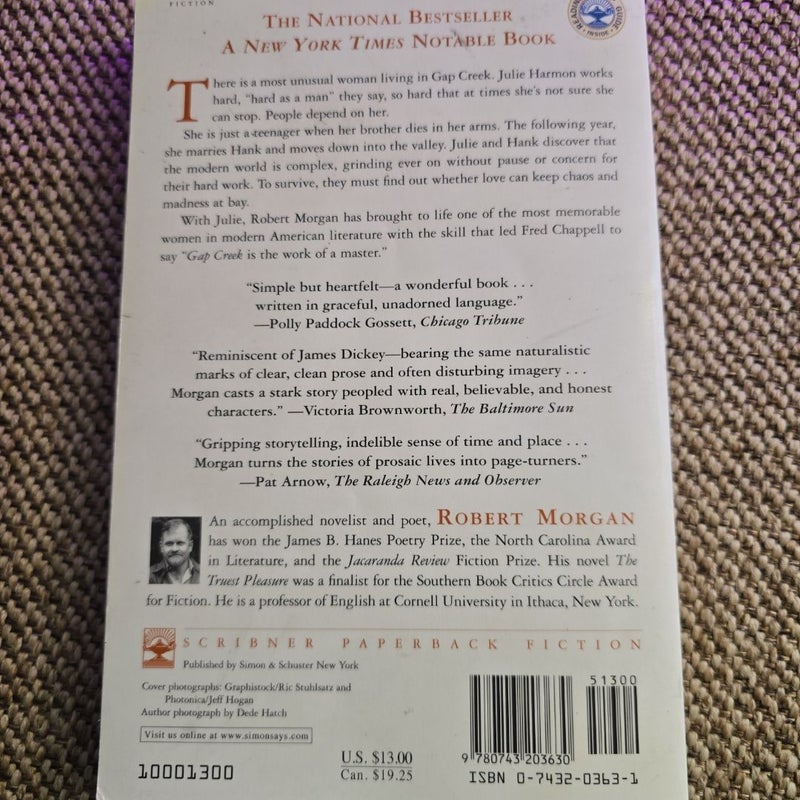 FICTION
THE NATIONAL BESTSELLER
A NEW YORK TIMES NOTABLE BOOK
READING GUIDE
INSIDE
There is a most unusual woman living in Gap Creek. Julie Harmon works
hard, "hard as a man" they say, so hard that at times she's not sure she
can stop. People depend on her.
She is just a teenager when her brother dies in her arms. The following year,
she marries Hank and moves down into the valley. Julie and Hank discover that
the modern world is complex, grinding ever on without pause or concern for
their hard work. To survive, they must find out whether love can keep chaos and
madness at bay.
With Julie, Robert Morgan has brought to life one of the most memorable
women in modern American literature with the skill that led Fred Chappell to
say "Gap Creek is the work of a master."
"Simple but heartfelt—a wonderful book . . .
written in graceful, unadorned language."
—Polly Paddock Gossett, Chicago Tribune
"Reminiscent of James Dickey—bearing the same naturalistic
marks of clear, clean prose and often disturbing imagery . . .
Morgan casts a stark story peopled with real, believable, and honest
characters." —Victoria Brownworth, The Baltimore Sun
"Gripping storytelling, indelible sense of time and place . . .
Morgan turns the stories of prosaic lives into page-turners."
—Pat Arnow, The Raleigh News and Observer
An accomplished novelist and poet, ROBERT MORGAN
has won the James B. Hanes Poetry Prize, the North Carolina Award
in Literature, and the Jacaranda Review Fiction Prize. His novel The
Truest Pleasure was a finalist for the Southern Book Critics Circle Award
for Fiction. He is a professor of English at Cornell University in Ithaca, New York.
SCRIBNER PAPERBACK FICTION
Published by Simon & Schuster New York
Cover photographs: Graphistock/Ric Stuhlsatz and
Photonica/Jeff Hogan
Author photograph by Dede Hatch
Visit us online at www.simonsays.com
10001300
U.S. $13.00
Can. $19.25
51300
9 780743 203630
ISBN 0-7432-0363-1